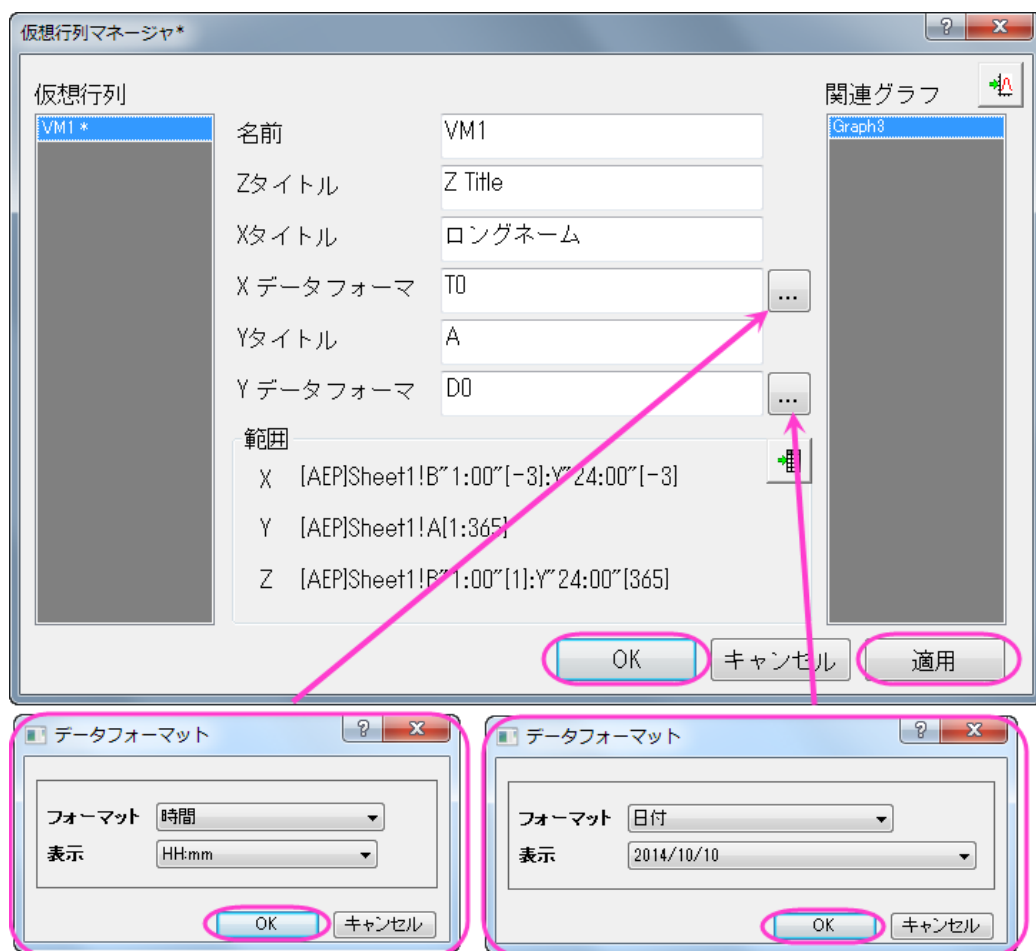 仮想行列マネージャ*
仮想行列
関連グラフ
VM1 *
Graph3
名前 VM1
Zタイトル Z Title
Xタイトル ロングネーム
X データフォーマ T0 ...
Yタイトル A
Y データフォーマ D0 ...
範囲
X [AEP]Sheet1!B"1:00"[-3]:Y"24:00"[-3]
Y [AEP]Sheet1!A[1:365]
Z [AEP]Sheet1!B"1:00"[1]:Y"24:00"[365]
OK キャンセル 適用
データフォーマット
フォーマット 時間
表示 HH:mm
OK キャンセル
データフォーマット
フォーマット 日付
表示 2014/10/10
OK キャンセル